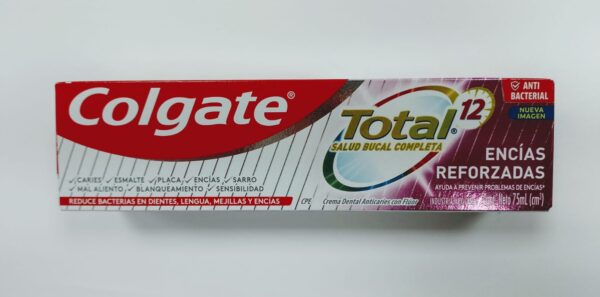 Colgate®
Total® 12
SALUD BUCAL COMPLETA
ANTI
BACTERIAL
NUEVA
IMAGEN
ENCÍAS
REFORZADAS
AYUDA A PREVENIR PROBLEMAS DE ENCÍAS*
✓CARIES ✓ESMALTE ✓PLACA ✓ENCÍAS ✓SARRO
✓MAL ALIENTO ✓BLANQUEAMIENTO ✓SENSIBILIDAD
REDUCE BACTERIAS EN DIENTES, LENGUA, MEJILLAS Y ENCÍAS
CPE Crema Dental Anticaries con Flúor
Neto 75mL (cm³)